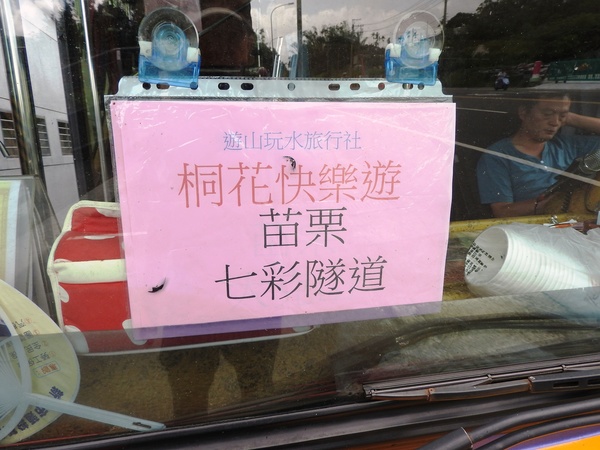 遊山玩水旅行社
桐花快樂遊
苗栗
七彩隧道